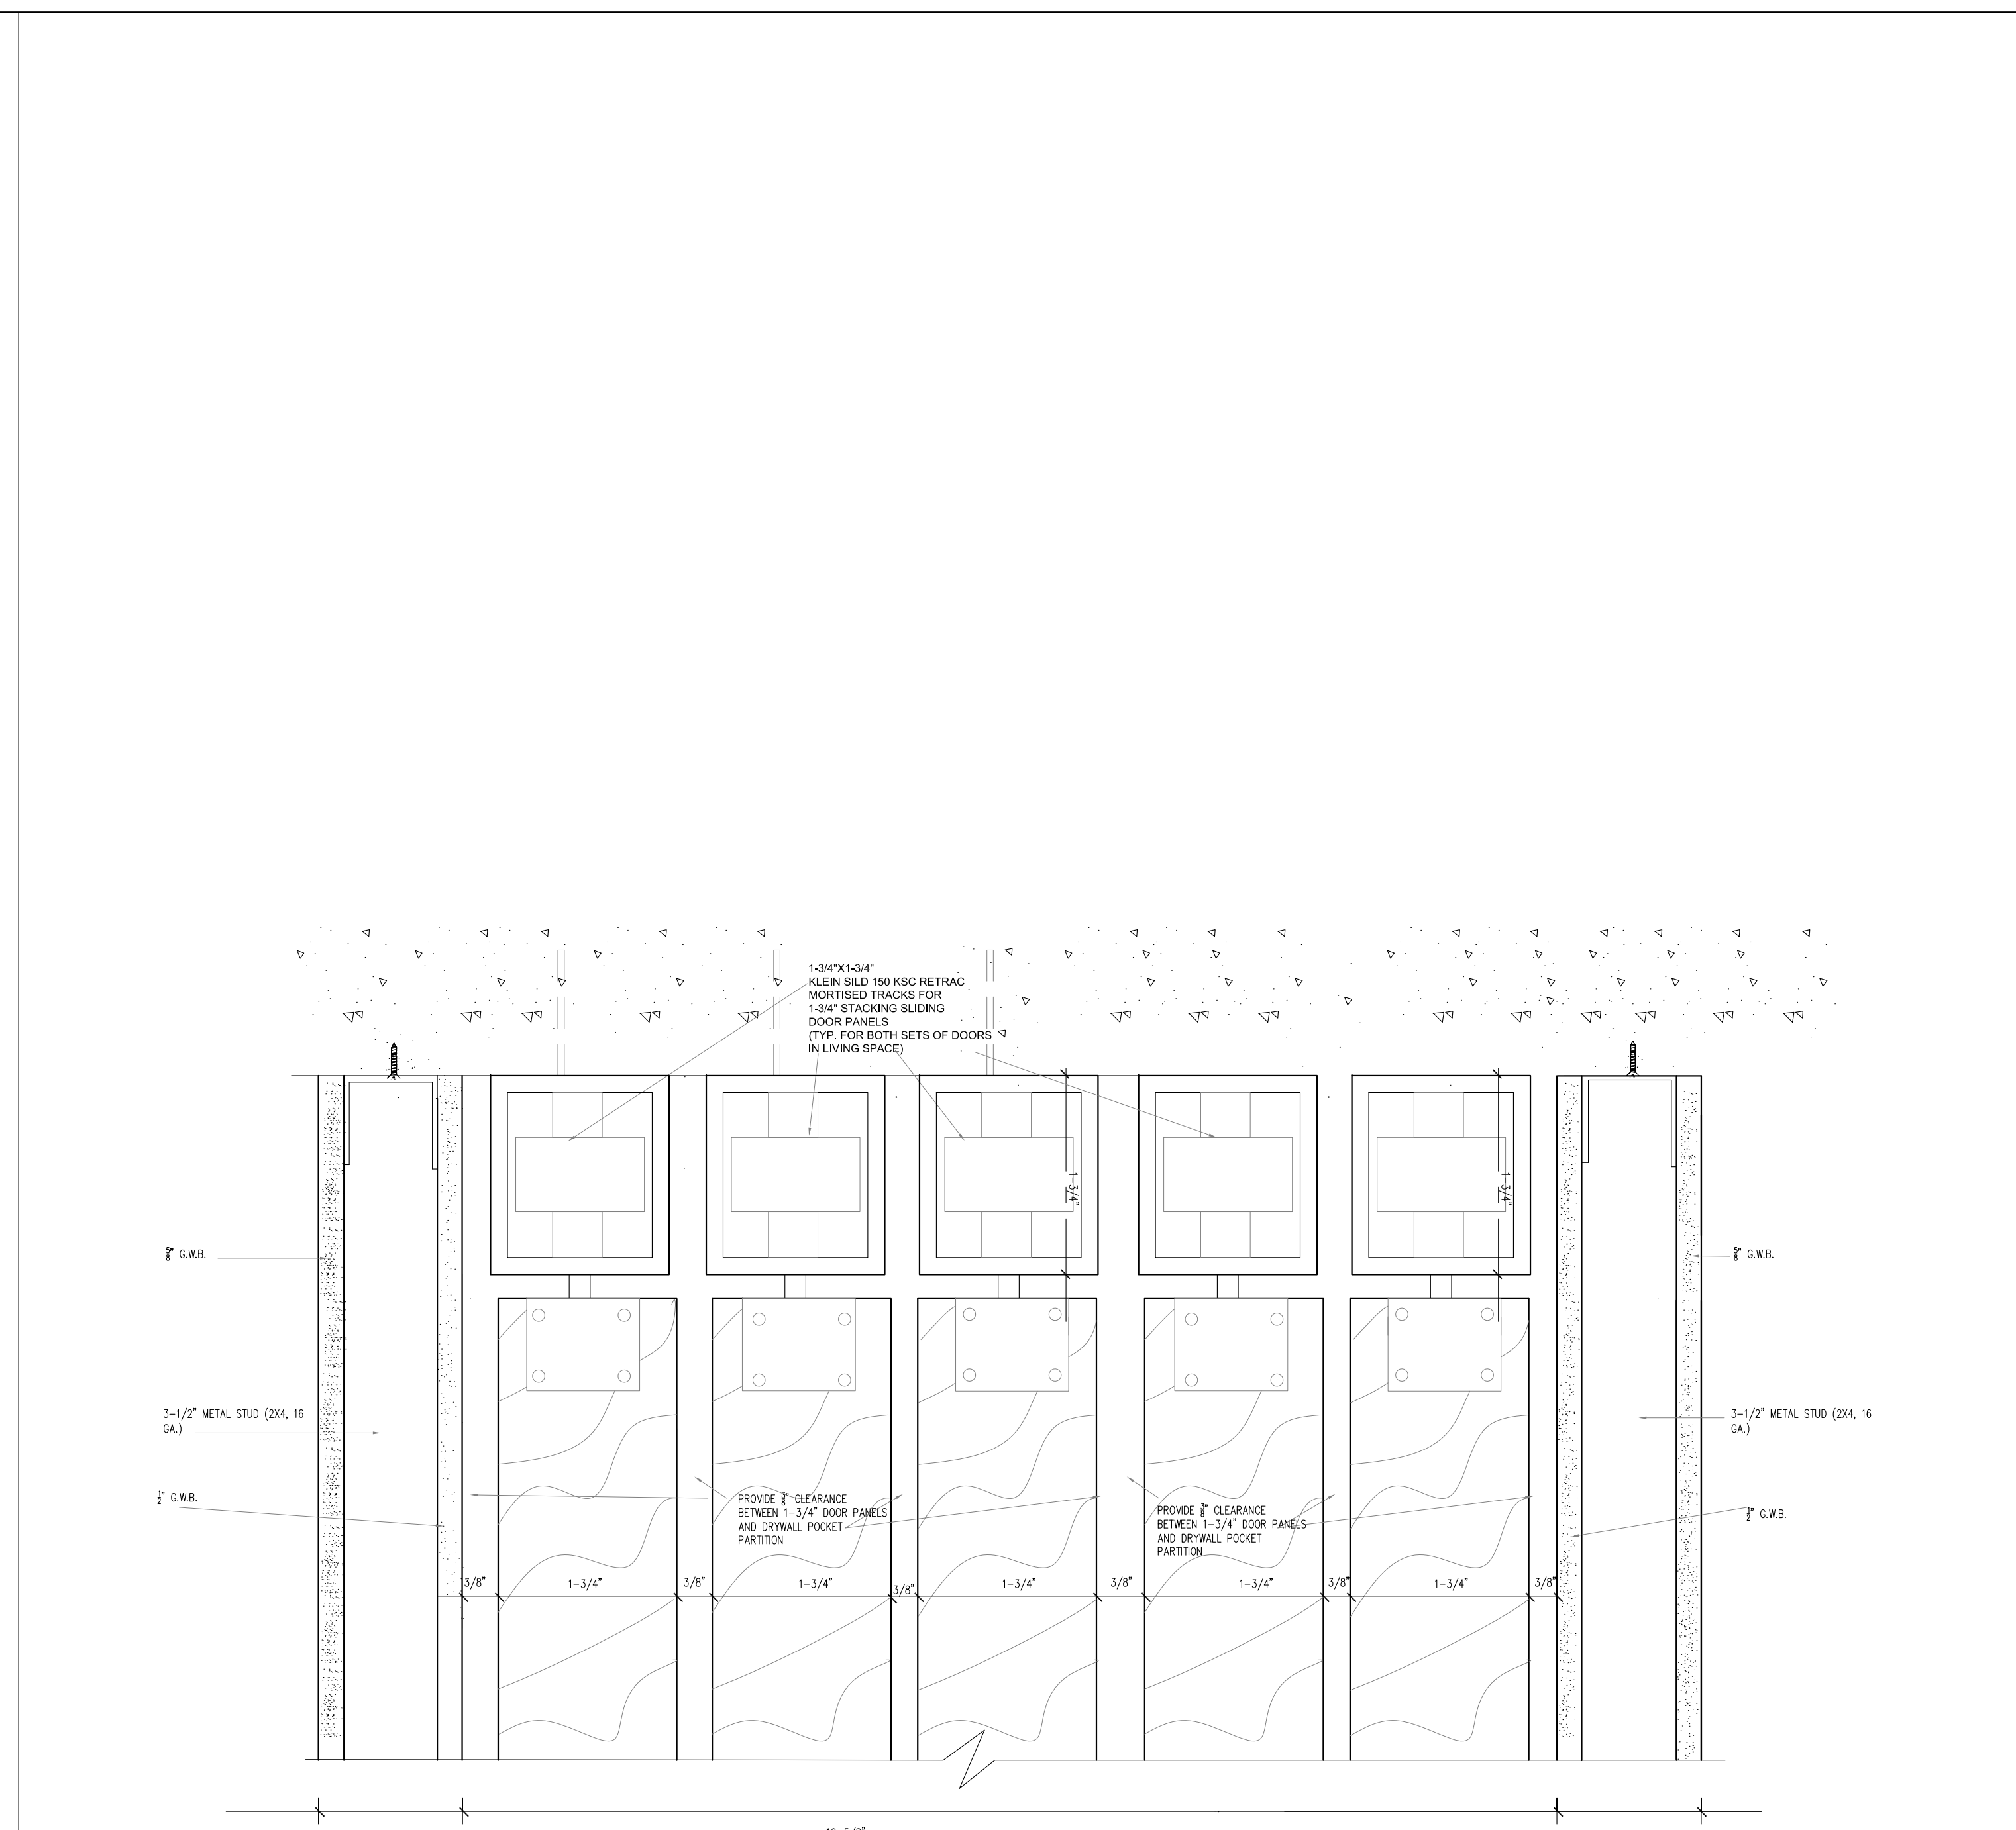 1-3/4"X1-3/4"
KLEIN SILD 150 KSC RETRAC
MORTISED TRACKS FOR
1-3/4" STACKING SLIDING
DOOR PANELS
(TYP. FOR BOTH SETS OF DOORS
IN LIVING SPACE)
1-3/4"
1-3/4"
5/8" G.W.B.
5/8" G.W.B.
3-1/2" METAL STUD (2X4, 16
GA.)
3-1/2" METAL STUD (2X4, 16
GA.)
1/2" G.W.B.
1/2" G.W.B.
PROVIDE 3/8" CLEARANCE
BETWEEN 1-3/4" DOOR PANELS
AND DRYWALL POCKET
PARTITION
PROVIDE 3/8" CLEARANCE
BETWEEN 1-3/4" DOOR PANELS
AND DRYWALL POCKET
PARTITION
3/8" 1-3/4" 3/8" 1-3/4" 3/8" 1-3/4" 3/8" 1-3/4" 3/8" 1-3/4" 3/8"